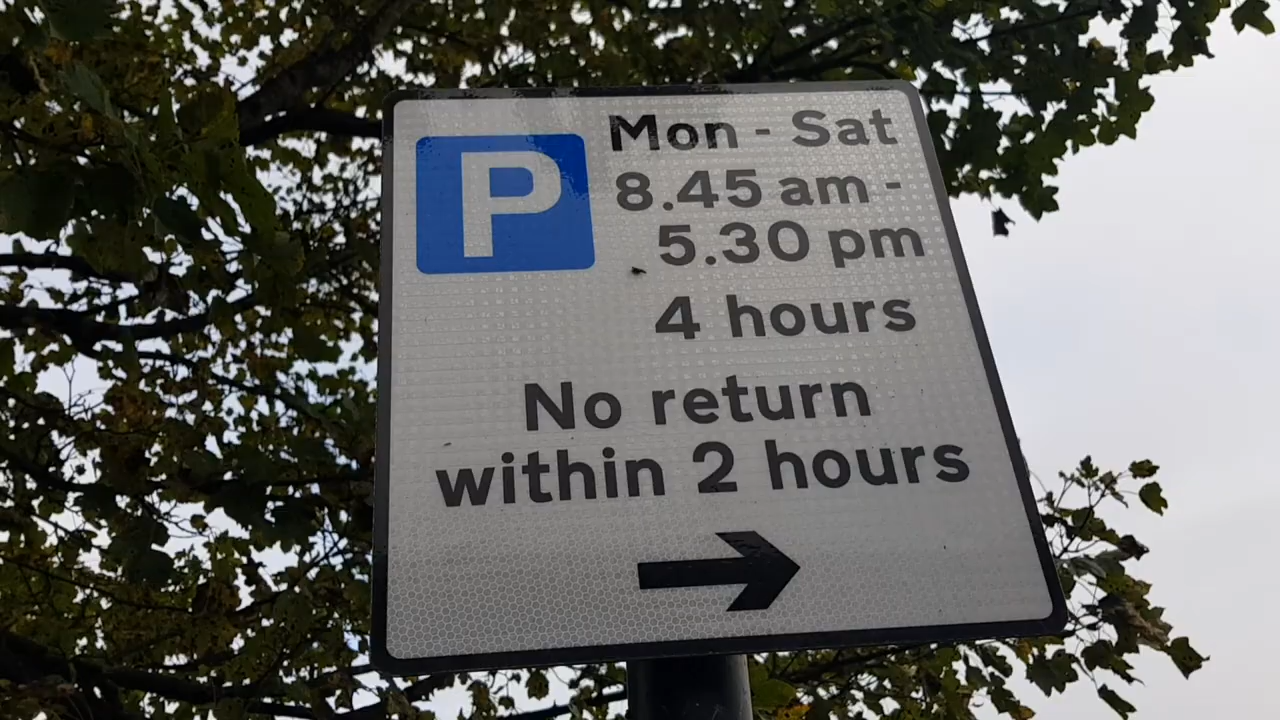 P
Mon - Sat
8.45 am -
5.30 pm
4 hours
No return
within 2 hours